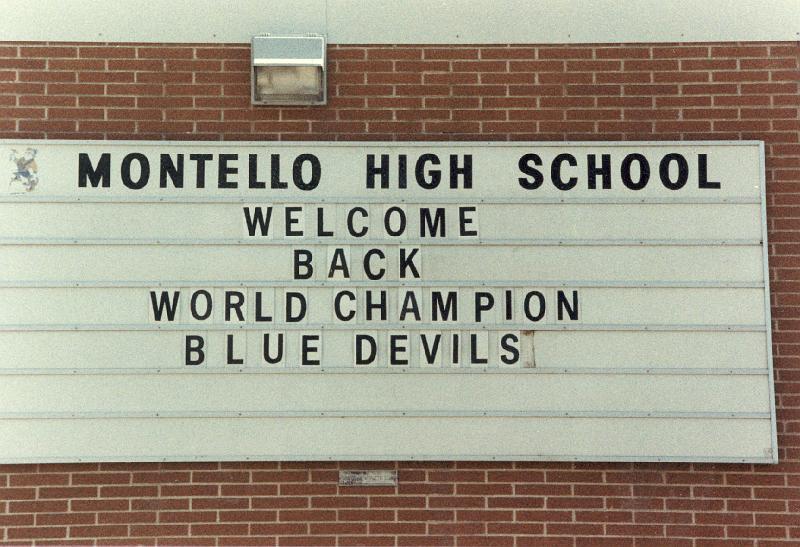 MONTELLO HIGH SCHOOL
WELCOME
BACK
WORLD CHAMPION
BLUE DEVILS